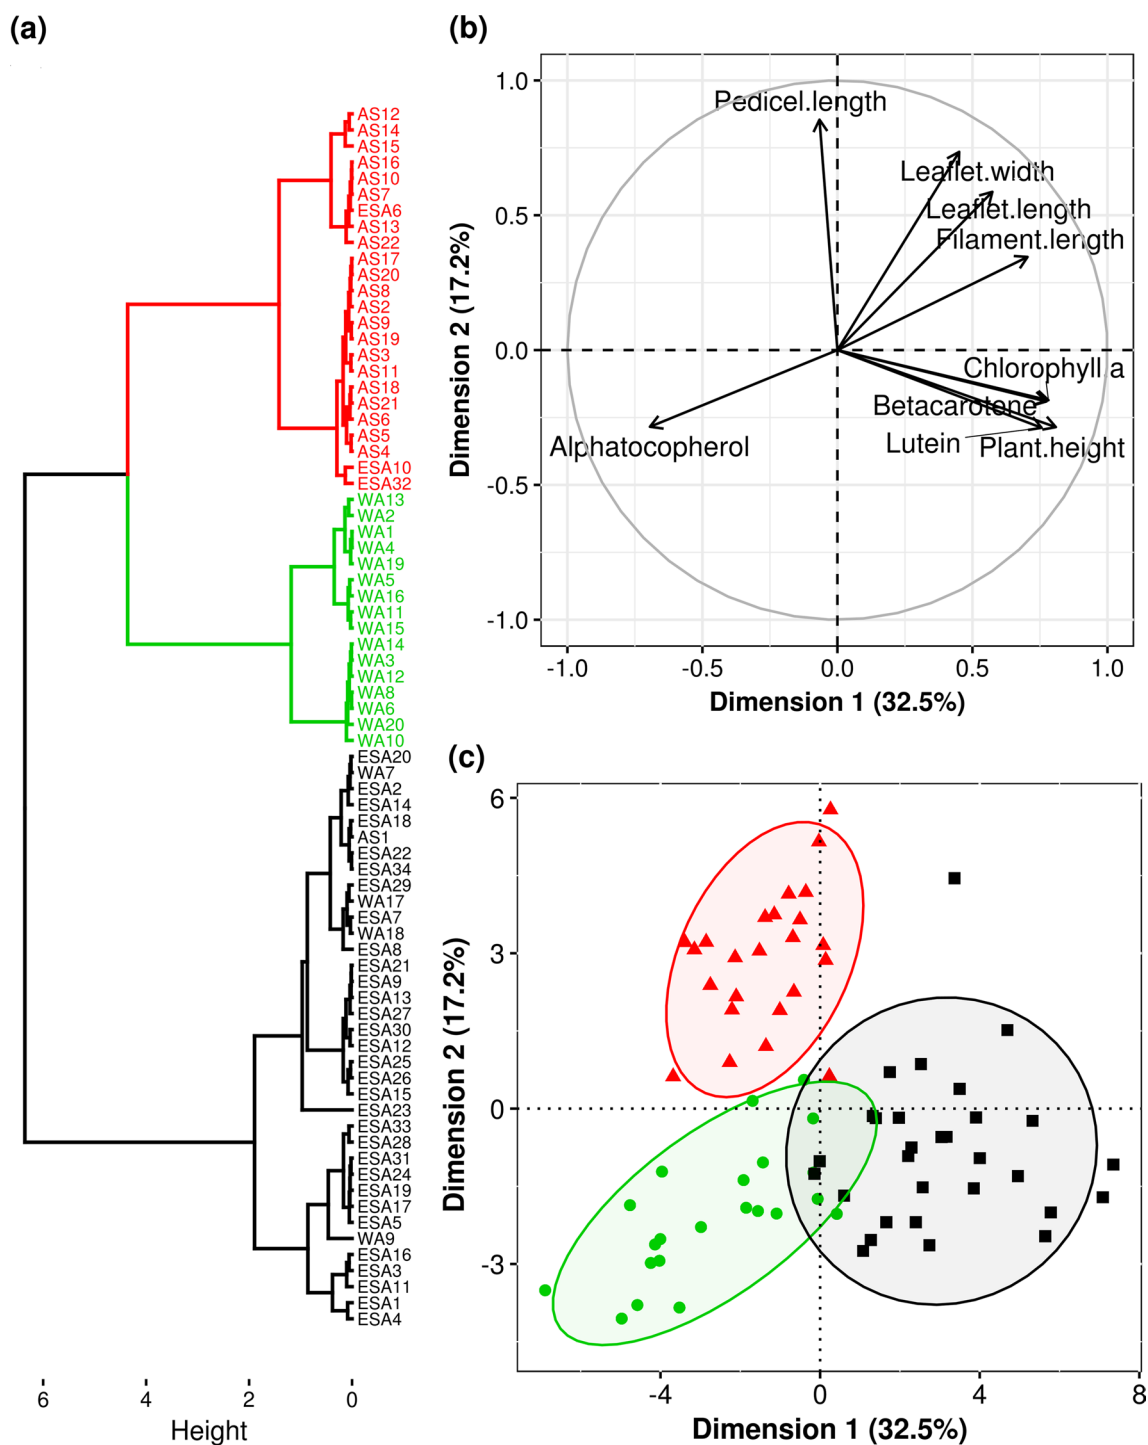 (a)
AS12
AS14
AS15
AS16
AS10
AS7
ESA6
AS13
AS22
AS17
AS20
AS8
AS2
AS9
AS19
AS3
AS11
AS18
AS21
AS6
AS5
AS4
ESA10
ESA32
WA13
WA2
WA1
WA4
WA19
WA5
WA16
WA11
WA15
WA14
WA3
WA12
WA8
WA6
WA20
WA10
ESA20
WA7
ESA2
ESA14
ESA18
AS1
ESA22
ESA34
ESA29
WA17
ESA7
WA18
ESA8
ESA21
ESA9
ESA13
ESA27
ESA30
ESA12
ESA25
ESA26
ESA15
ESA23
ESA33
ESA28
ESA31
ESA24
ESA19
ESA17
ESA5
WA9
ESA16
ESA3
ESA11
ESA1
ESA4
6 4 2 0
Height
(b)
Dimension 2 (17.2%)
1.0
0.5
0.0
-0.5
-1.0
Pedicel.length
Leaflet.width
Leaflet.length
Filament.length
Chlorophyll a
Betacarotene
Lutein
Plant.height
Alphatocopherol
-1.0 -0.5 0.0 0.5 1.0
Dimension 1 (32.5%)
(c)
Dimension 2 (17.2%)
6
3
0
-3
-4 0 4 8
Dimension 1 (32.5%)